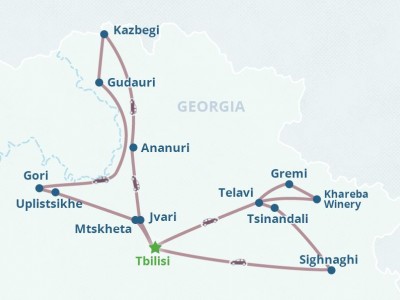 Kazbegi
Gudauri
GEORGIA
Ananuri
Gori
Uplistsikhe
Gremi
Telavi
Khareba
Winery
Tsinandali
Jvari
Mtskheta
Tbilisi
Sighnaghi